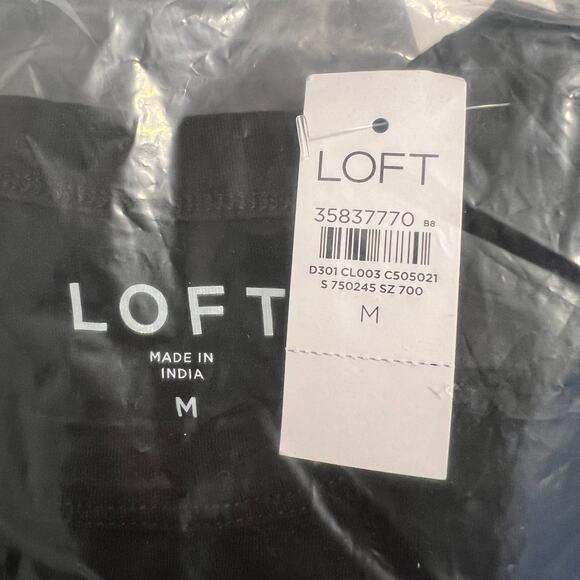 LOFT
35837770 B8
D301 CL003 C505021
S 750245 SZ 700
M
LOFT
MADE IN
INDIA
M